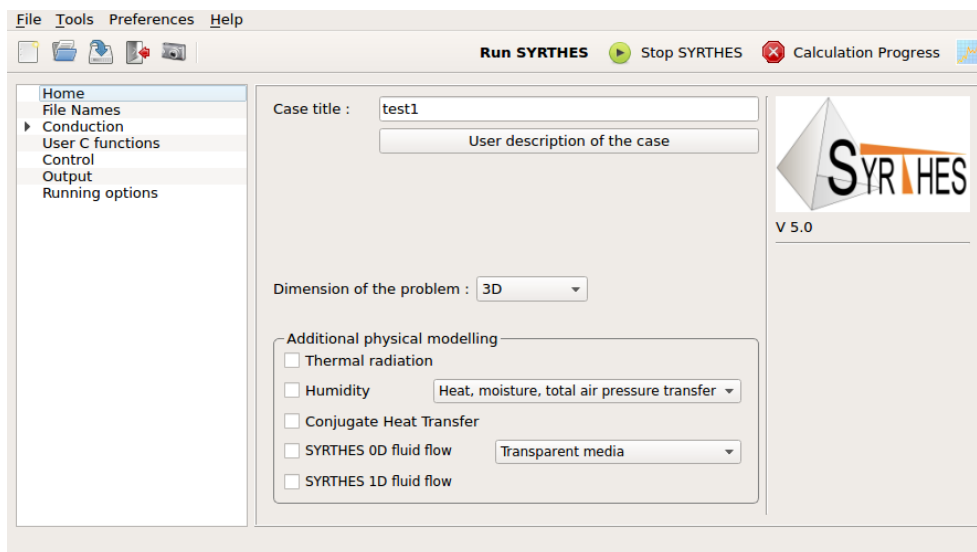 File Tools Preferences Help
Run SYRTHES Stop SYRTHES Calculation Progress
Home
File Names
Conduction
User C functions
Control
Output
Running options
Case title : test1
User description of the case
Dimension of the problem : 3D
Additional physical modelling
Thermal radiation
Humidity Heat, moisture, total air pressure transfer
Conjugate Heat Transfer
SYRTHES 0D fluid flow Transparent media
SYRTHES 1D fluid flow
SYRTHES
V 5.0